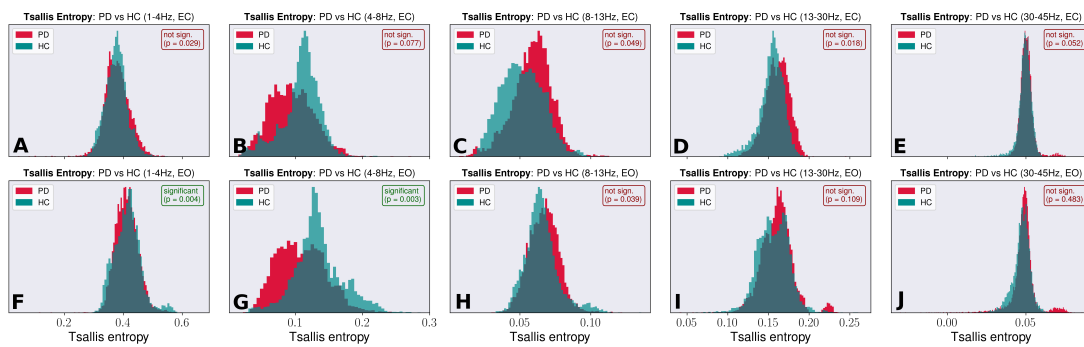 Tsallis Entropy: PD vs HC (1-4Hz, EC)
PD
HC
not sign.
(p = 0.029)
A
Tsallis Entropy: PD vs HC (4-8Hz, EC)
PD
HC
not sign.
(p = 0.077)
B
Tsallis Entropy: PD vs HC (8-13Hz, EC)
PD
HC
not sign.
(p = 0.049)
C
Tsallis Entropy: PD vs HC (13-30Hz, EC)
PD
HC
not sign.
(p = 0.018)
D
Tsallis Entropy: PD vs HC (30-45Hz, EC)
PD
HC
not sign.
(p = 0.052)
E
Tsallis Entropy: PD vs HC (1-4Hz, EO)
PD
HC
significant
(p = 0.004)
F
0.2 0.4 0.6
Tsallis entropy
Tsallis Entropy: PD vs HC (4-8Hz, EO)
PD
HC
significant
(p = 0.003)
G
0.1 0.2 0.3
Tsallis entropy
Tsallis Entropy: PD vs HC (8-13Hz, EO)
PD
HC
not sign.
(p = 0.039)
H
0.05 0.10
Tsallis entropy
Tsallis Entropy: PD vs HC (13-30Hz, EO)
PD
HC
not sign.
(p = 0.109)
I
0.05 0.10 0.15 0.20 0.25
Tsallis entropy
Tsallis Entropy: PD vs HC (30-45Hz, EO)
PD
HC
not sign.
(p = 0.483)
J
0.00 0.05
Tsallis entropy